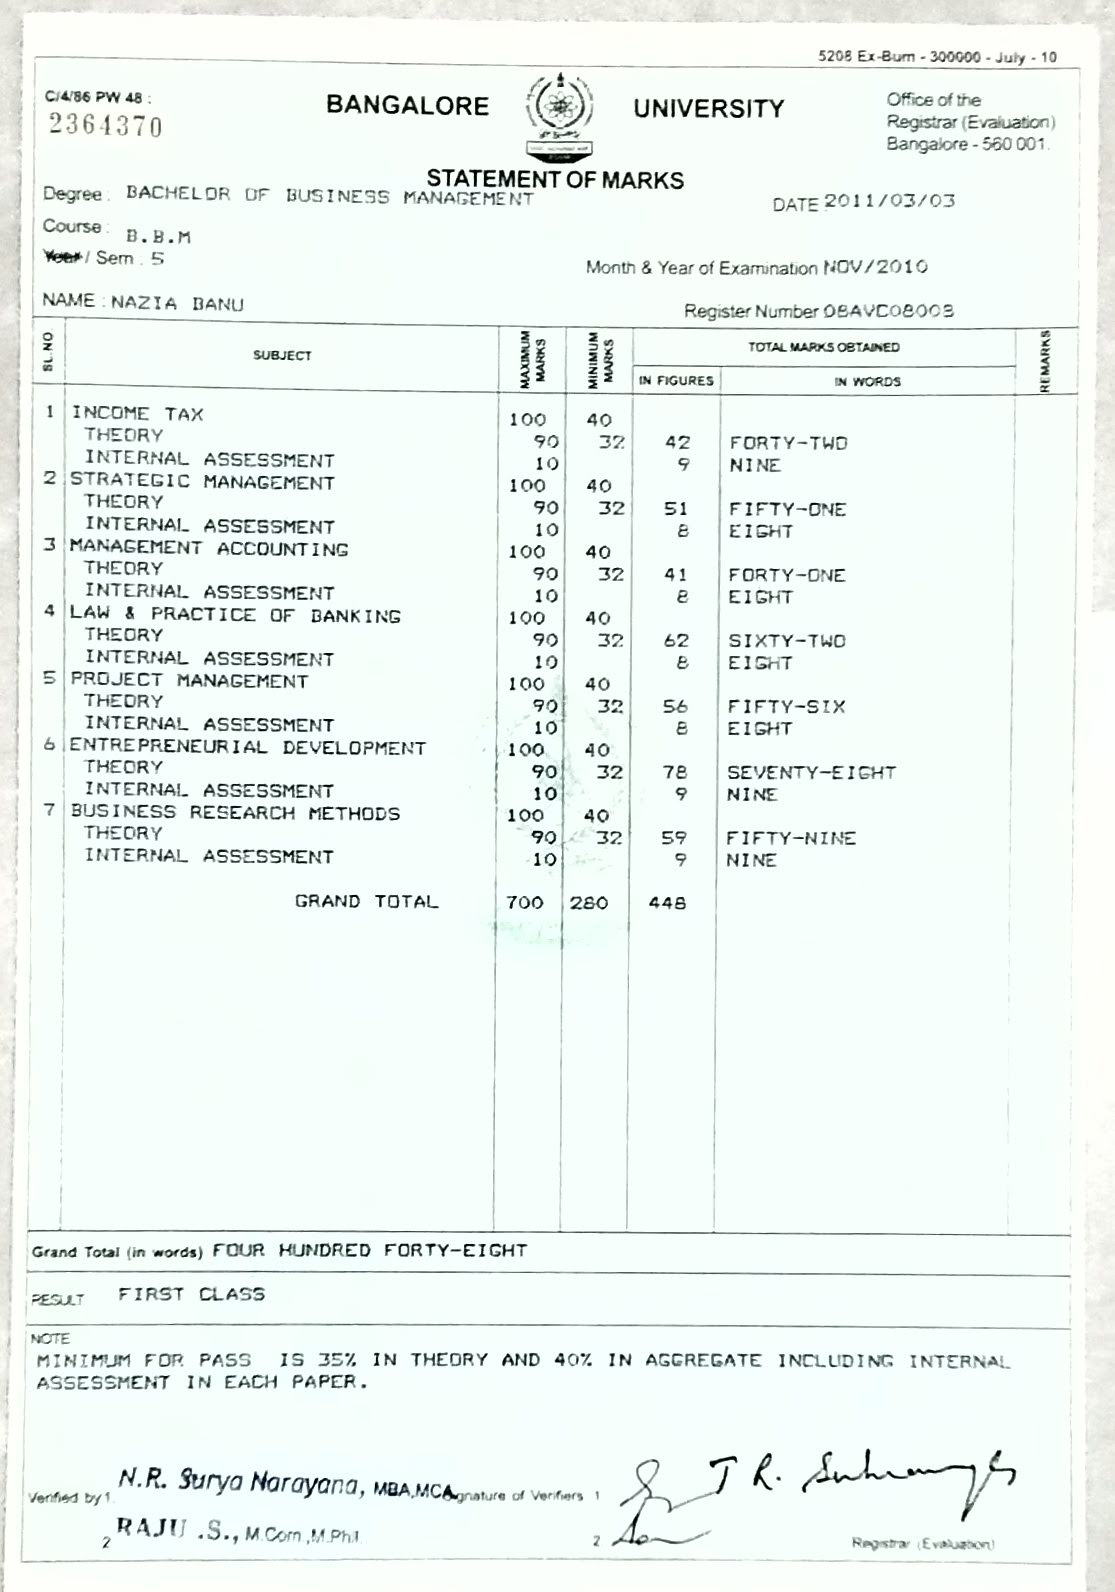 5208 Ex-Bum - 300000 - July - 10
C/4/86 PW 48 :
2364370
BANGALORE UNIVERSITY
Office of the
Registrar (Evaluation)
Bangalore - 560 001.
STATEMENT OF MARKS
Degree : BACHELOR OF BUSINESS MANAGEMENT
DATE 2011/03/03
Course : B.B.M
Year / Sem : 5
Month & Year of Examination NOV/2010
NAME : NAZIA BANU
Register Number 08AVC08003
SL.NO SUBJECT MAXIMUM MARKS MINIMUM MARKS TOTAL MARKS OBTAINED REMARKS
IN FIGURES IN WORDS
1 INCOME TAX 100 40
THEORY 90 32 42 FORTY-TWO
INTERNAL ASSESSMENT 10 9 NINE
2 STRATEGIC MANAGEMENT 100 40
THEORY 90 32 51 FIFTY-ONE
INTERNAL ASSESSMENT 10 8 EIGHT
3 MANAGEMENT ACCOUNTING 100 40
THEORY 90 32 41 FORTY-ONE
INTERNAL ASSESSMENT 10 8 EIGHT
4 LAW & PRACTICE OF BANKING 100 40
THEORY 90 32 62 SIXTY-TWO
INTERNAL ASSESSMENT 10 8 EIGHT
5 PROJECT MANAGEMENT 100 40
THEORY 90 32 56 FIFTY-SIX
INTERNAL ASSESSMENT 10 8 EIGHT
6 ENTREPRENEURIAL DEVELOPMENT 100 40
THEORY 90 32 78 SEVENTY-EIGHT
INTERNAL ASSESSMENT 10 9 NINE
7 BUSINESS RESEARCH METHODS 100 40
THEORY 90 32 59 FIFTY-NINE
INTERNAL ASSESSMENT 10 9 NINE
GRAND TOTAL 700 280 448
Grand Total (in words) FOUR HUNDRED FORTY-EIGHT
RESULT FIRST CLASS
NOTE
MINIMUM FOR PASS IS 35% IN THEORY AND 40% IN AGGREGATE INCLUDING INTERNAL
ASSESSMENT IN EACH PAPER.
Verified by 1. N.R. Surya Narayana, MBA,MCA Signature of Verifiers 1
2 RAJU .S., M.Com.,M.Phil 2
Registrar (Evaluation)